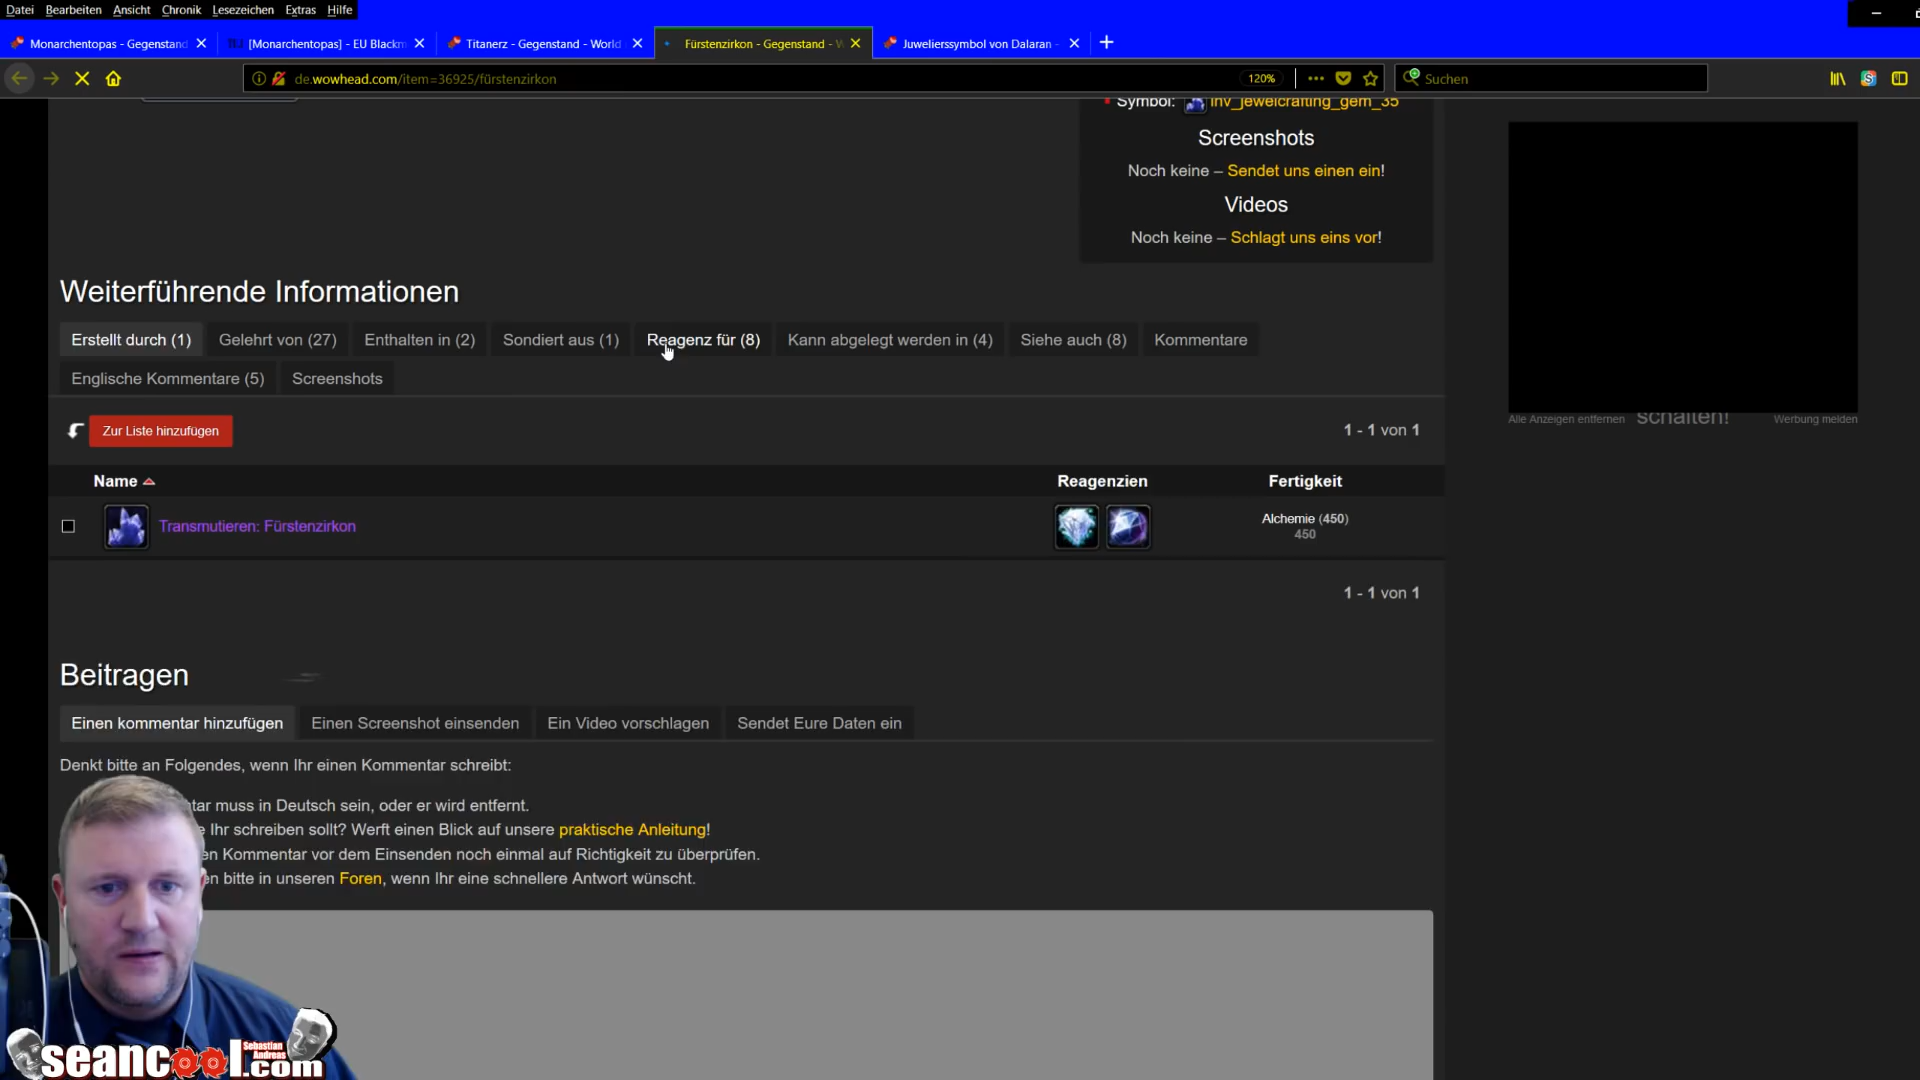 Datei Bearbeiten Ansicht Chronik Lesezeichen Extras Hilfe
Monarchentopas - Gegenstand
[Monarchentopas] - EU Blackm
Titanerz - Gegenstand - World
Fürstenzirkon - Gegenstand - W
Juwelierssymbol von Dalaran -
de.wowhead.com/item=36925/fürstenzirkon
120%
Suchen
Symbol: inv_jewelcrafting_gem_35
Screenshots
Noch keine – Sendet uns einen ein!
Videos
Noch keine – Schlagt uns eins vor!
Weiterführende Informationen
Erstellt durch (1) Gelehrt von (27) Enthalten in (2) Sondiert aus (1) Reagenz für (8) Kann abgelegt werden in (4) Siehe auch (8) Kommentare
Englische Kommentare (5) Screenshots
Alle Anzeigen entfernen schalten! Werbung melden
Zur Liste hinzufügen
1 - 1 von 1
Name Reagenzien Fertigkeit
Transmutieren: Fürstenzirkon
Alchemie (450)
450
1 - 1 von 1
Beitragen
Einen kommentar hinzufügen Einen Screenshot einsenden Ein Video vorschlagen Sendet Eure Daten ein
Denkt bitte an Folgendes, wenn Ihr einen Kommentar schreibt:
tar muss in Deutsch sein, oder er wird entfernt.
e Ihr schreiben sollt? Werft einen Blick auf unsere praktische Anleitung!
en Kommentar vor dem Einsenden noch einmal auf Richtigkeit zu überprüfen.
en bitte in unseren Foren, wenn Ihr eine schnellere Antwort wünscht.
Sebastian
Andreas
seancool.com